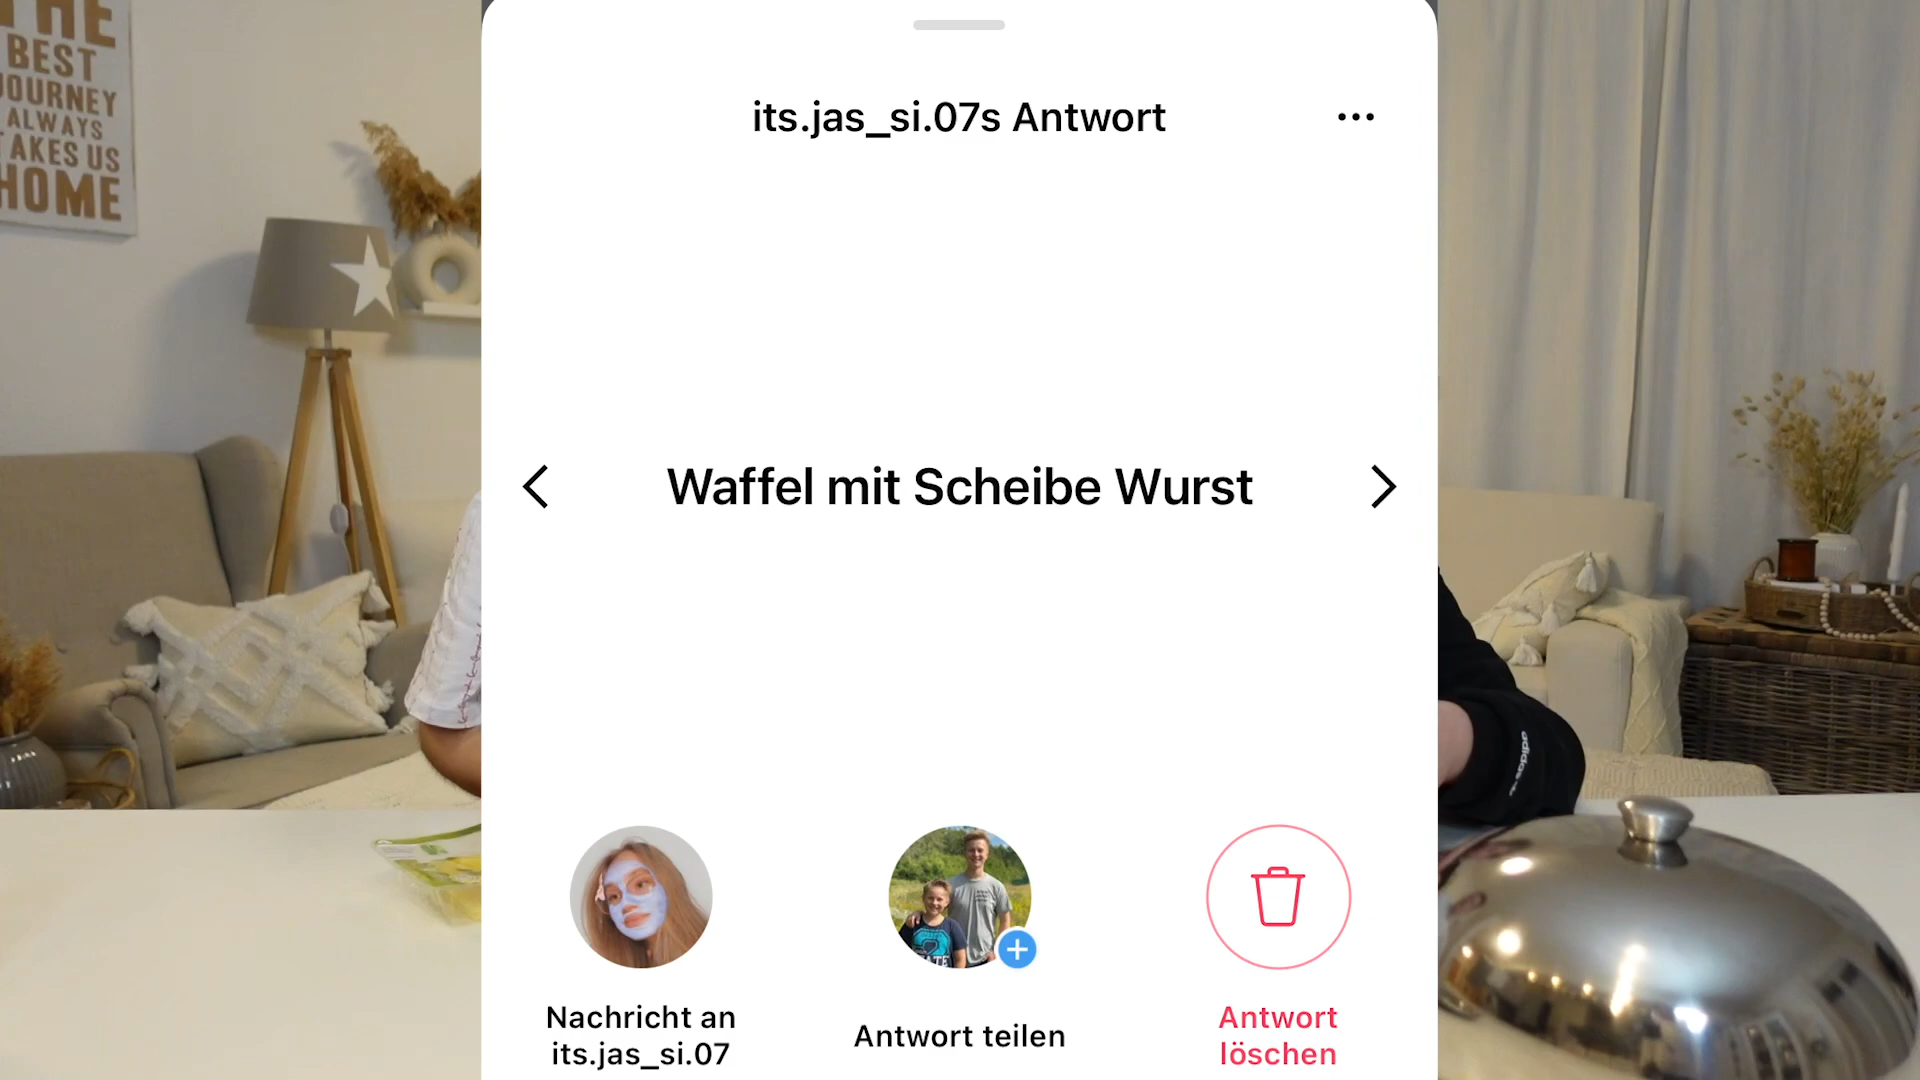 THE
BEST
JOURNEY
ALWAYS
TAKES US
HOME
its.jas_si.07s Antwort
Waffel mit Scheibe Wurst
Nachricht an
its.jas_si.07
Antwort teilen
Antwort
löschen
adidas